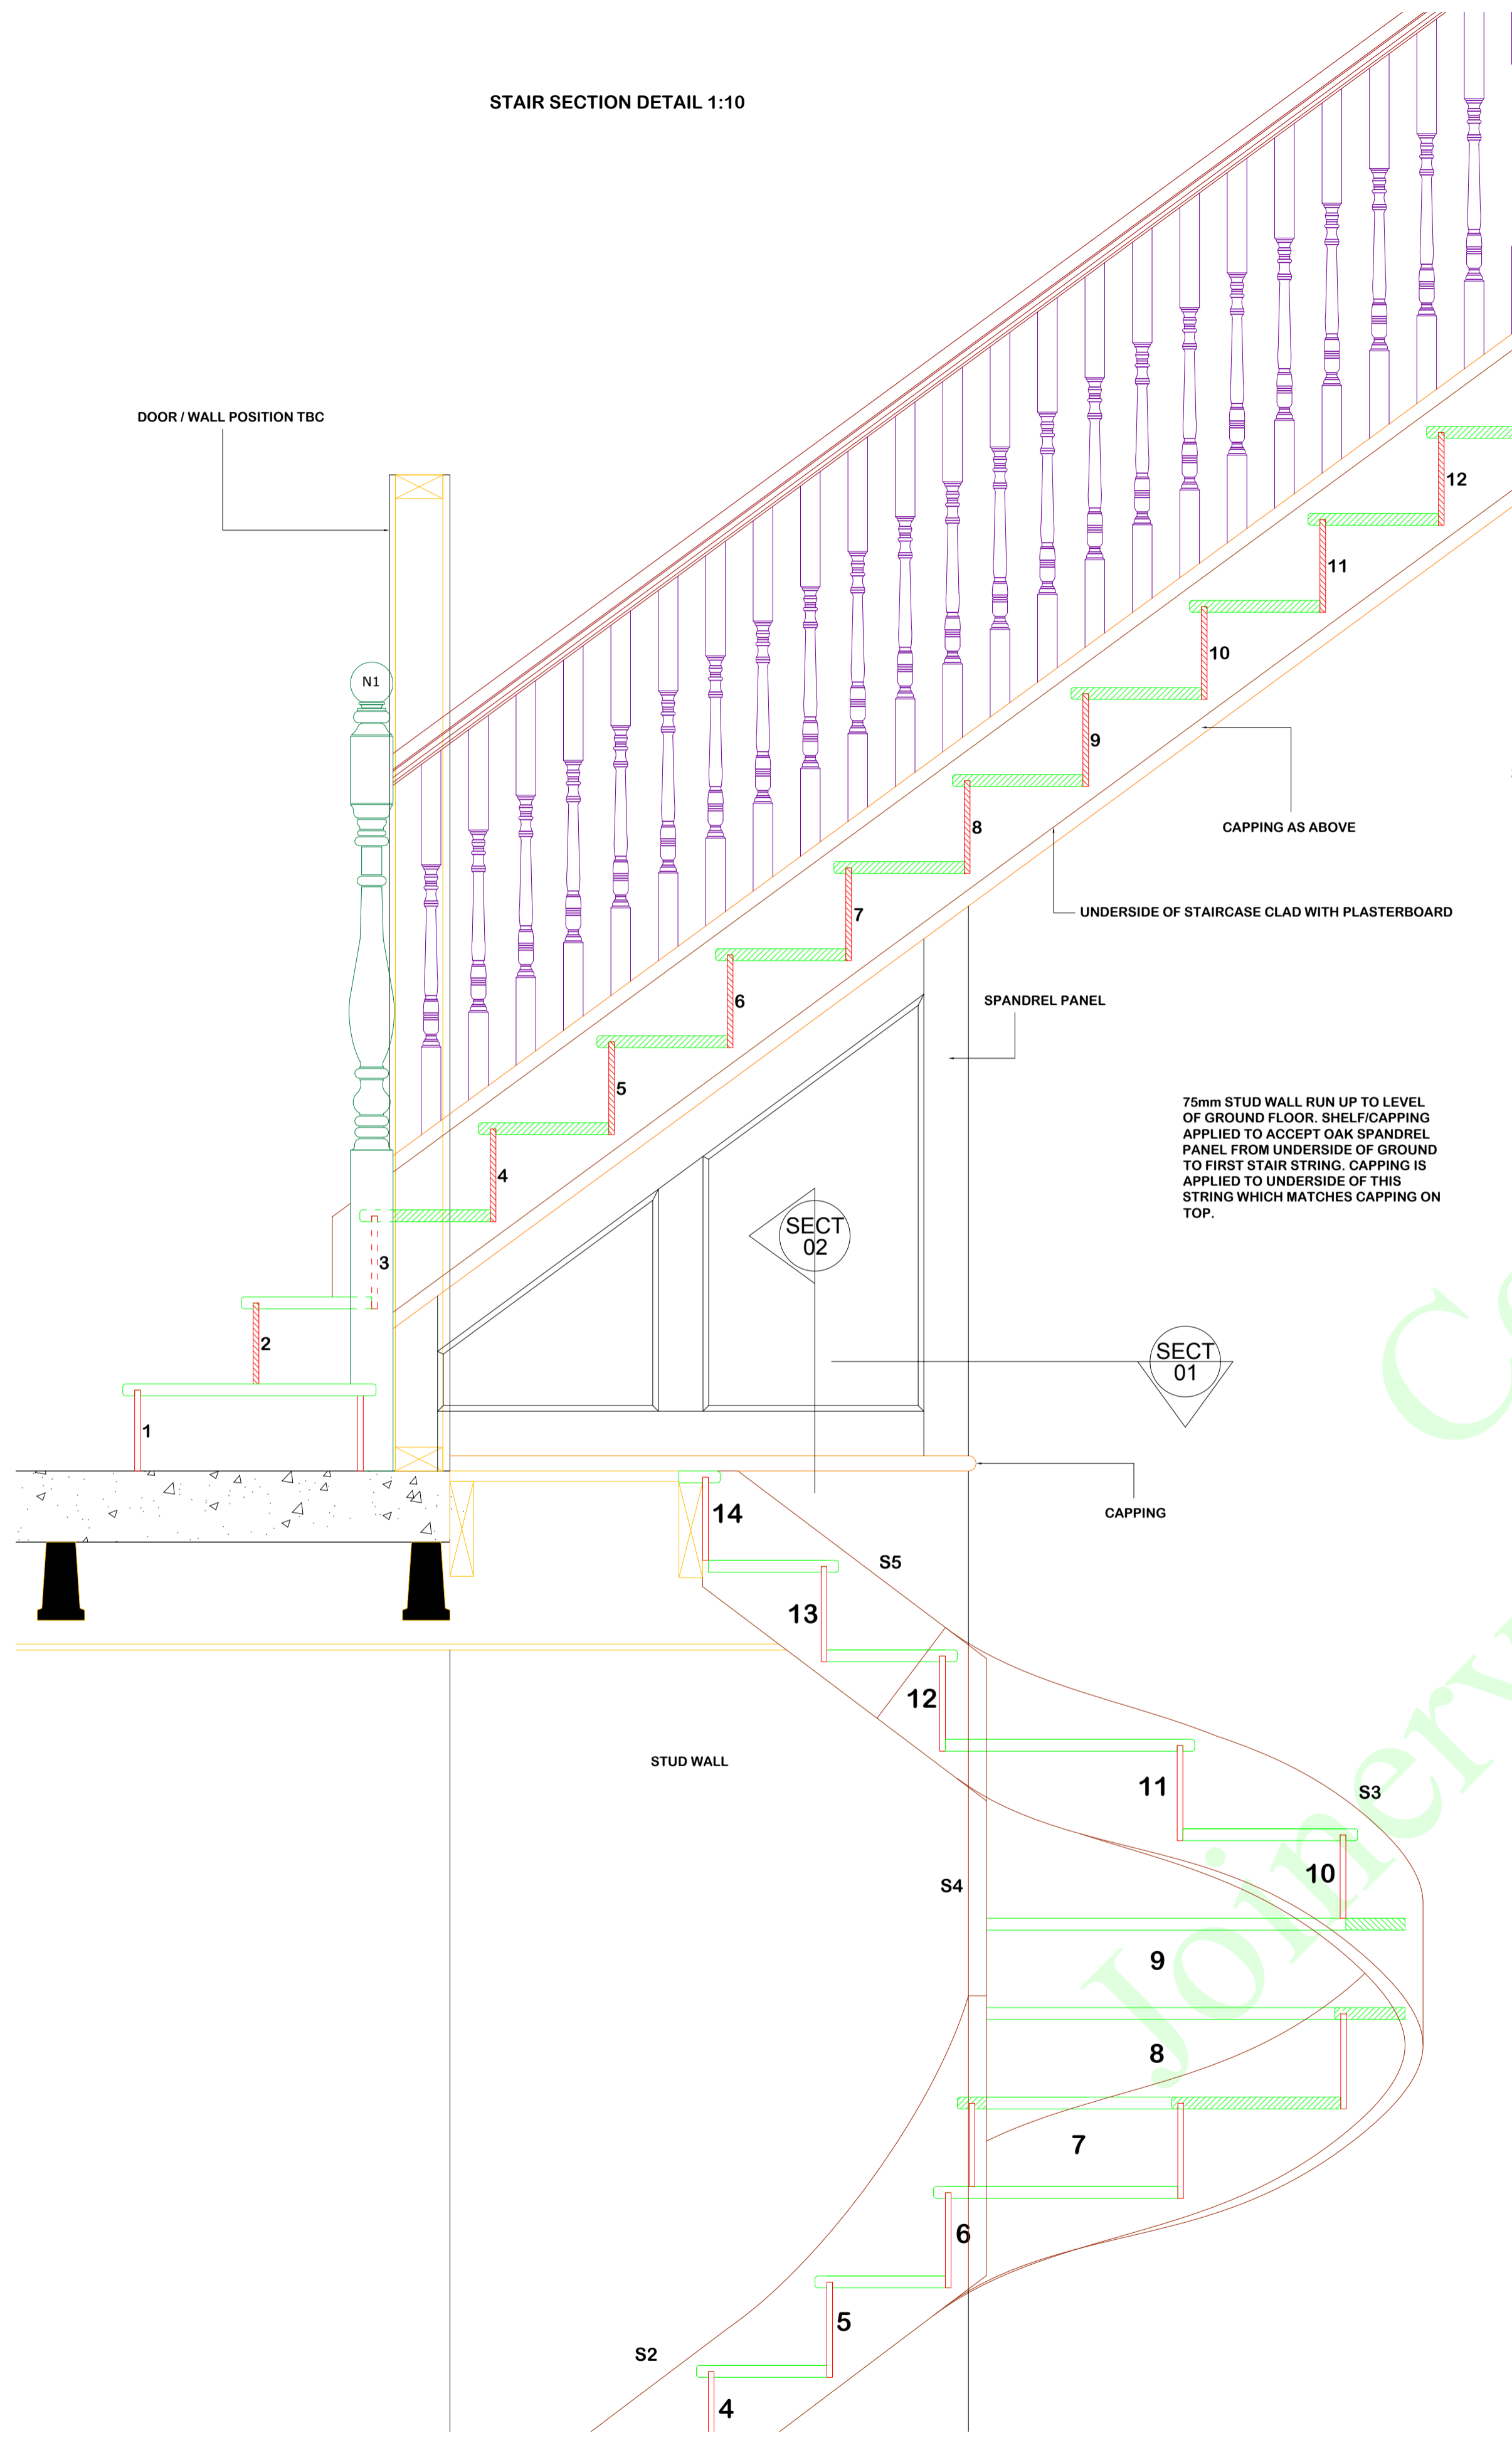 STAIR SECTION DETAIL 1:10
DOOR / WALL POSITION TBC
N1
12
11
10
9
8
CAPPING AS ABOVE
7
UNDERSIDE OF STAIRCASE CLAD WITH PLASTERBOARD
6
SPANDREL PANEL
5
75mm STUD WALL RUN UP TO LEVEL
OF GROUND FLOOR. SHELF/CAPPING
APPLIED TO ACCEPT OAK SPANDREL
PANEL FROM UNDERSIDE OF GROUND
TO FIRST STAIR STRING. CAPPING IS
APPLIED TO UNDERSIDE OF THIS
STRING WHICH MATCHES CAPPING ON
TOP.
4
SECT
02
3
2
SECT
01
1
14
CAPPING
S5
13
12
STUD WALL
11
S3
10
S4
9
8
7
6
5
S2
4
Joinery